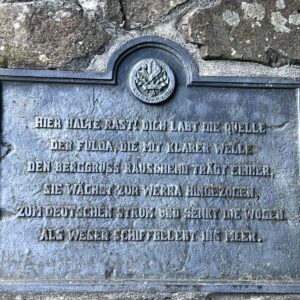 HIER HALTE RAST! DICH LABT DIE QUELLE
DER FULDA, DIE MIT KLARER WELLE
DEN BERGGRUSS RAUSCHEND TRÄGT EINHER,
SIE WÄCHST ZUR WERRA HINGEZOGEN,
ZUM DEUTSCHEN STROM UND SENKT DIE WOGEN,
ALS WESER SCHIFFBELEBT INS MEER.